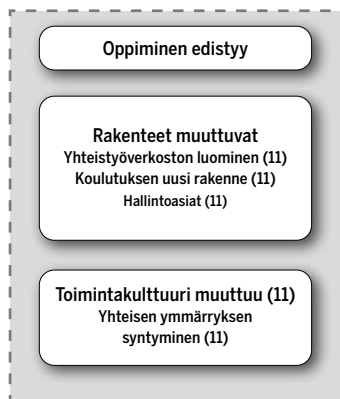 Oppiminen edistyy
Rakenteet muuttuvat
Yhteistyöverkoston luominen (11)
Koulutuksen uusi rakenne (11)
Hallintoasiat (11)
Toimintakulttuuri muuttuu (11)
Yhteisen ymmärryksen
syntyminen (11)